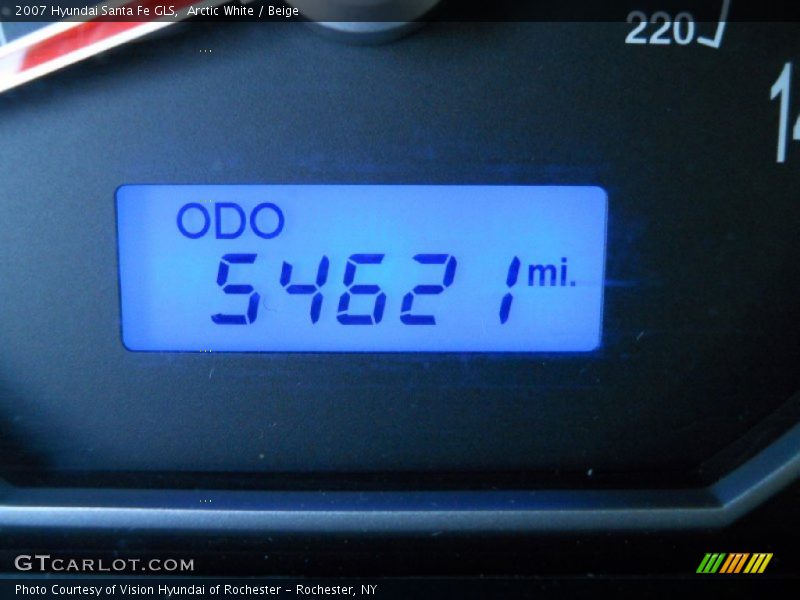 2007 Hyundai Santa Fe GLS, Arctic White / Beige
220
ODO
54621 mi.
GTCARLOT.COM
Photo Courtesy of Vision Hyundai of Rochester - Rochester, NY